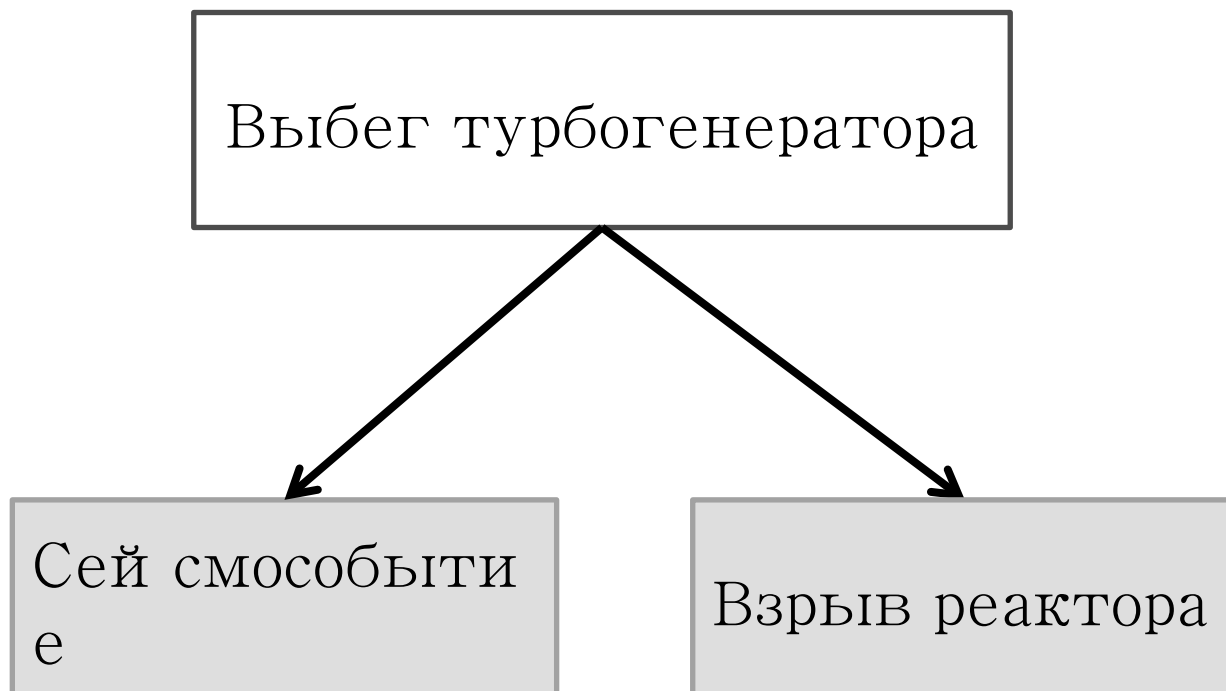 Выбег турбогенератора
Сей смособыти
е
Взрыв реактора